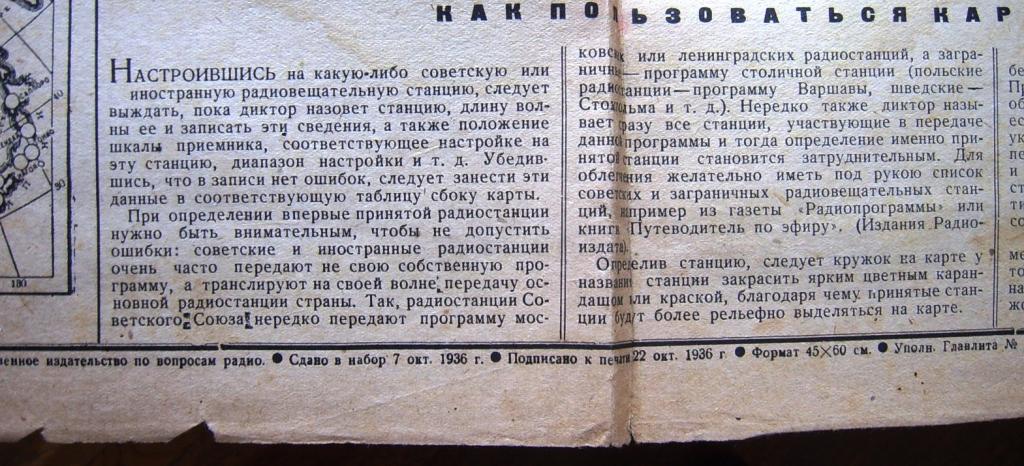 КАК ПОЛЬЗОВАТЬСЯ КАР
НАСТРОИВШИСЬ на какую-либо советскую или
иностранную радиовещательную станцию, следует
выждать, пока диктор назовет станцию, длину вол-
ны ее и записать эти сведения, а также положение
шкалы приемника, соответствующее настройке на
эту станцию, диапазон настройки и т. д. Убедив-
шись, что в записи нет ошибок, следует занести эти
данные в соответствующую таблицу сбоку карты.
При определении впервые принятой радиостанции
нужно быть внимательным, чтобы не допустить
ошибки: советские и иностранные радиостанции
очень часто передают не свою собственную про-
грамму, а транслируют на своей волне передачу ос-
новной радиостанции страны. Так, радиостанции Со-
ветского Союза нередко передают программу мос-
ковских или ленинградских радиостанций, а загра-
ничные — программу столичной станции (польские
радиостанции — программу Варшавы, шведские —
Стокгольма и т. д.). Нередко также диктор назы-
вает сразу все станции, участвующие в передаче
данной программы и тогда определение именно при-
нятой станции становится затруднительным. Для
облегчения желательно иметь под рукою список
советских и заграничных радиовещательных стан-
ций, например из газеты «Радиопрограммы» или
книги «Путеводитель по эфиру». (Издания Радио-
издата).
Определив станцию, следует кружок на карте у
названия станции закрасить ярким цветным каран-
дашом или краской, благодаря чему принятые стан-
ции будут более рельефно выделяться на карте.
180
венное издательство по вопросам радио. ● Сдано в набор 7 окт. 1936 г. ● Подписано к печати 22 окт. 1936 г ● Формат 45×60 см. ● Уполн. Главлита №